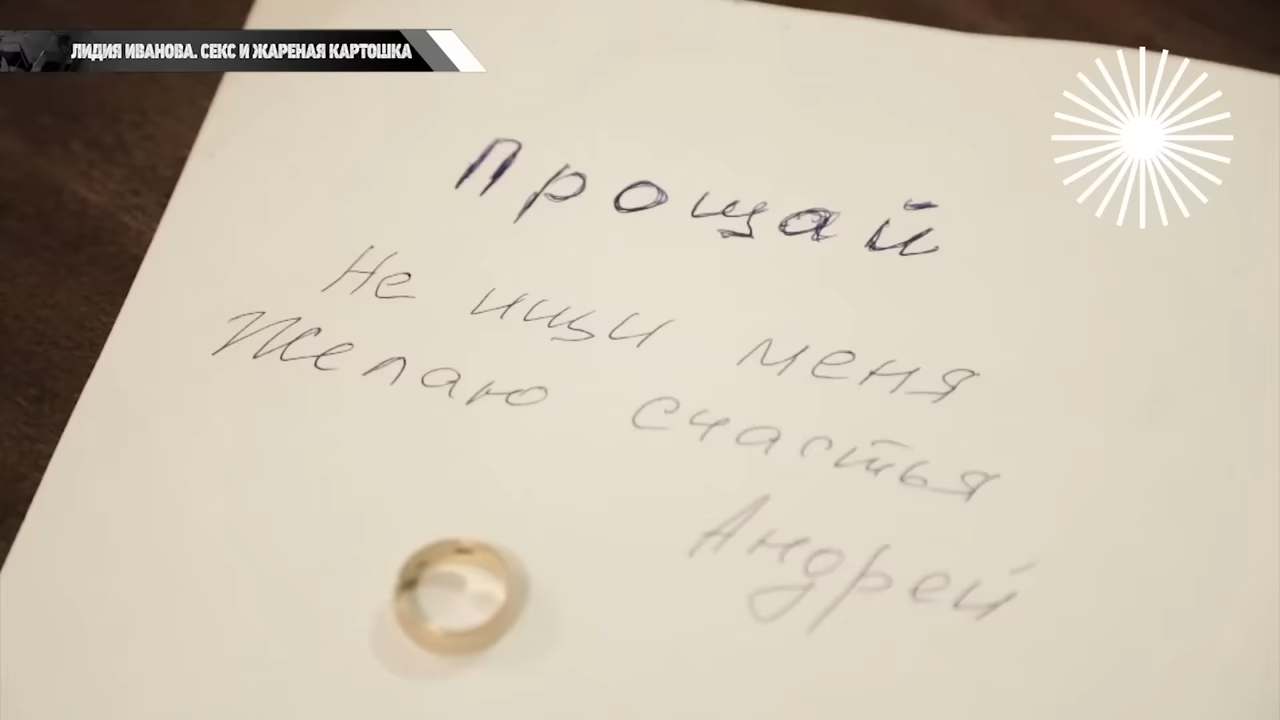 ЛИДИЯ ИВАНОВА. СЕКС И ЖАРЕНАЯ КАРТОШКА
Прощай
Не ищи меня
Желаю счастья
Андрей